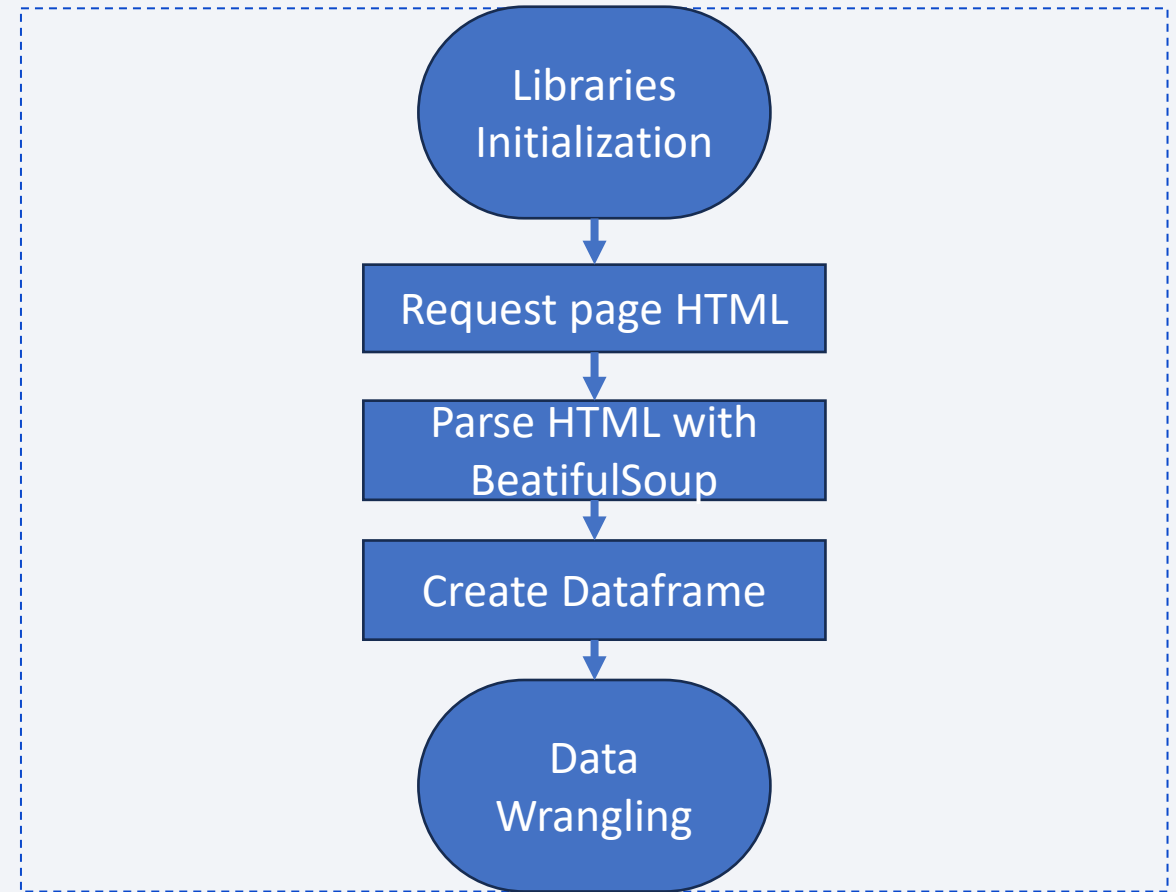 Libraries
Initialization
Request page HTML
Parse HTML with
BeatifulSoup
Create Dataframe
Data
Wrangling